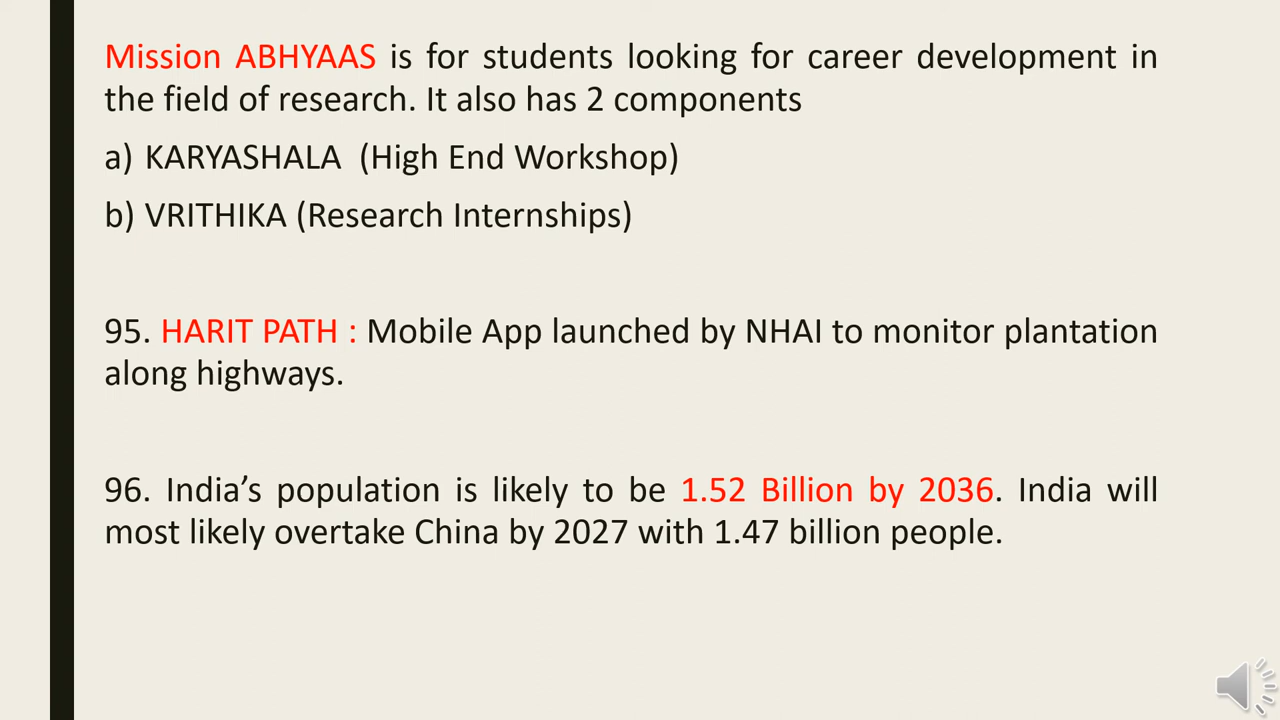 Mission ABHYAAS is for students looking for career development in
the field of research. It also has 2 components
a) KARYASHALA (High End Workshop)
b) VRITHIKA (Research Internships)
95. HARIT PATH : Mobile App launched by NHAI to monitor plantation
along highways.
96. India’s population is likely to be 1.52 Billion by 2036. India will
most likely overtake China by 2027 with 1.47 billion people.